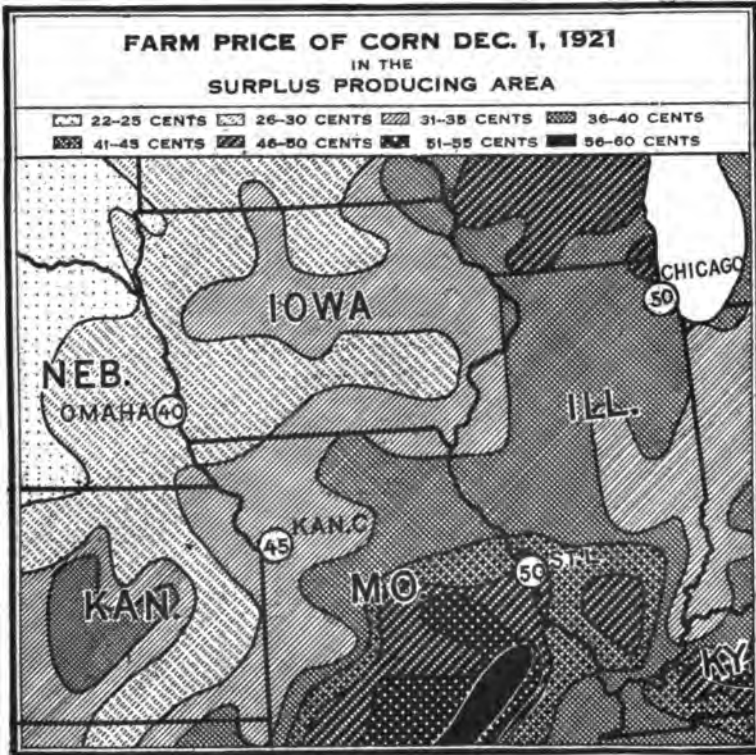 FARM PRICE OF CORN DEC. 1, 1921
IN THE
SURPLUS PRODUCING AREA
22–25 CENTS 26–30 CENTS 31–35 CENTS 36–40 CENTS
41–45 CENTS 46–50 CENTS 51–55 CENTS 56–60 CENTS
CHICAGO
50
IOWA
NEB.
OMAHA 40
ILL.
KAN.C
45
ST.L.
50
KAN.
MO.
KY.